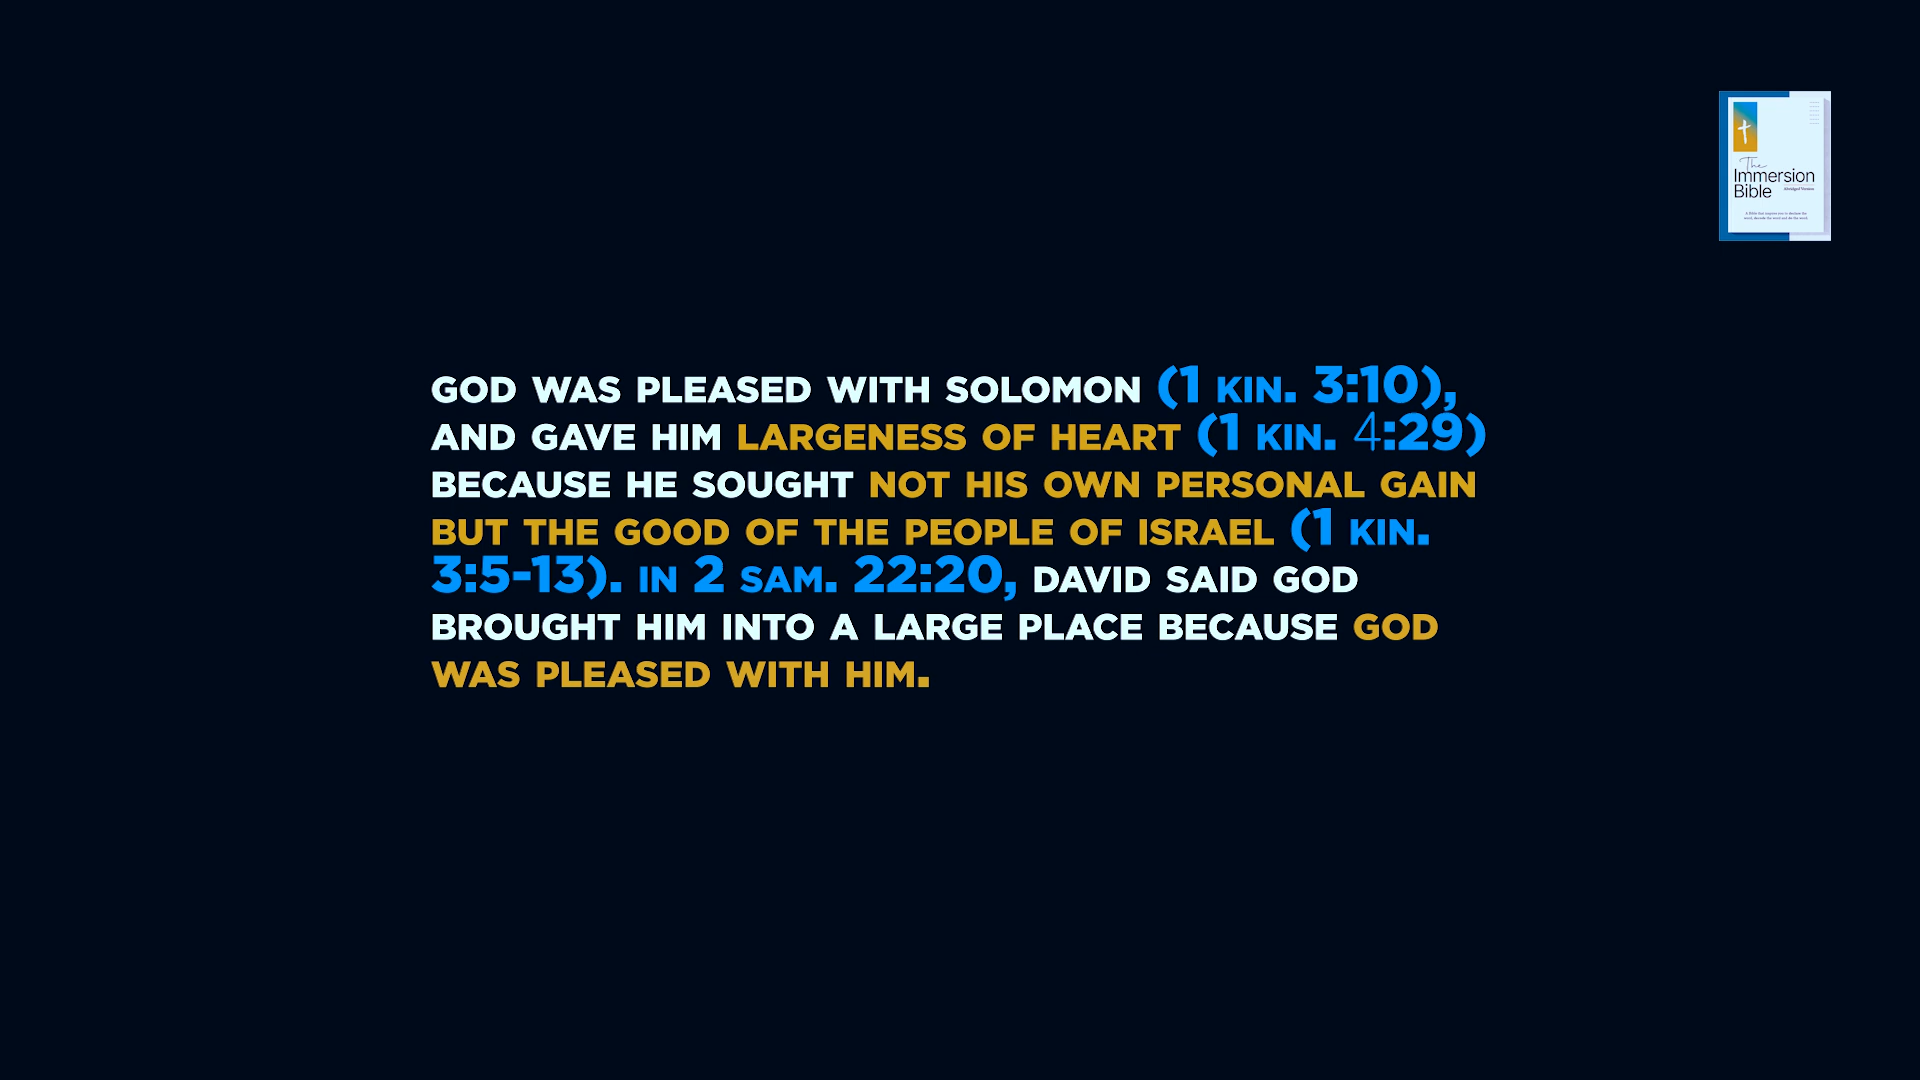 The
Immersion
Bible
Abridged Version
GOD WAS PLEASED WITH SOLOMON (1 KIN. 3:10),
AND GAVE HIM LARGENESS OF HEART (1 KIN. 4:29)
BECAUSE HE SOUGHT NOT HIS OWN PERSONAL GAIN
BUT THE GOOD OF THE PEOPLE OF ISRAEL (1 KIN.
3:5-13). IN 2 SAM. 22:20, DAVID SAID GOD
BROUGHT HIM INTO A LARGE PLACE BECAUSE GOD
WAS PLEASED WITH HIM.